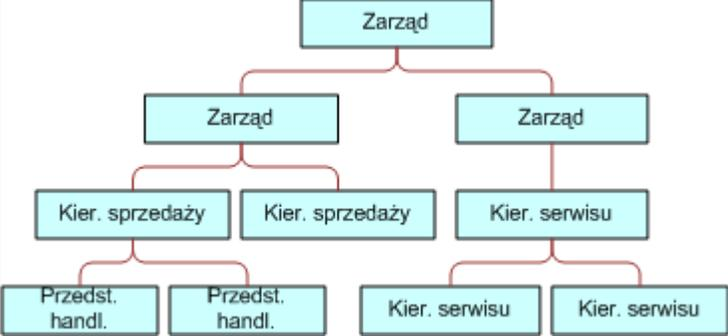 Zarząd
Zarząd
Zarząd
Kier. sprzedaży
Kier. sprzedaży
Kier. serwisu
Przedst.
handl.
Przedst.
handl.
Kier. serwisu
Kier. serwisu